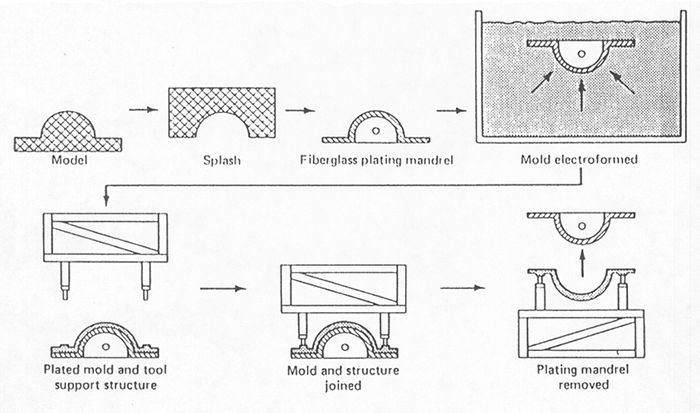 Model
Splash
Fiberglass plating mandrel
Mold electroformed
Plated mold and tool
support structure
Mold and structure
joined
Plating mandrel
removed